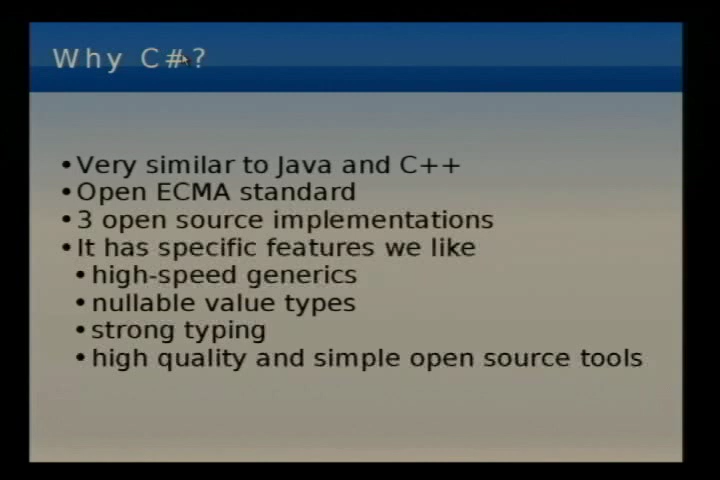 Why C#?
•Very similar to Java and C++
•Open ECMA standard
•3 open source implementations
•It has specific features we like
•high-speed generics
•nullable value types
•strong typing
•high quality and simple open source tools